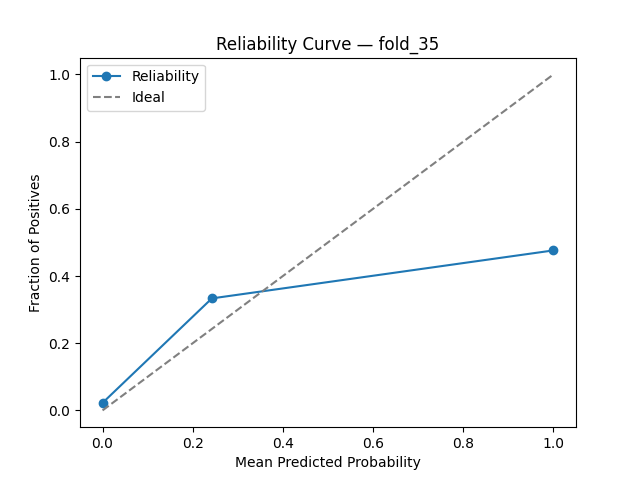 Reliability Curve — fold_35
Reliability
Ideal
Fraction of Positives
1.0
0.8
0.6
0.4
0.2
0.0
0.0 0.2 0.4 0.6 0.8 1.0
Mean Predicted Probability